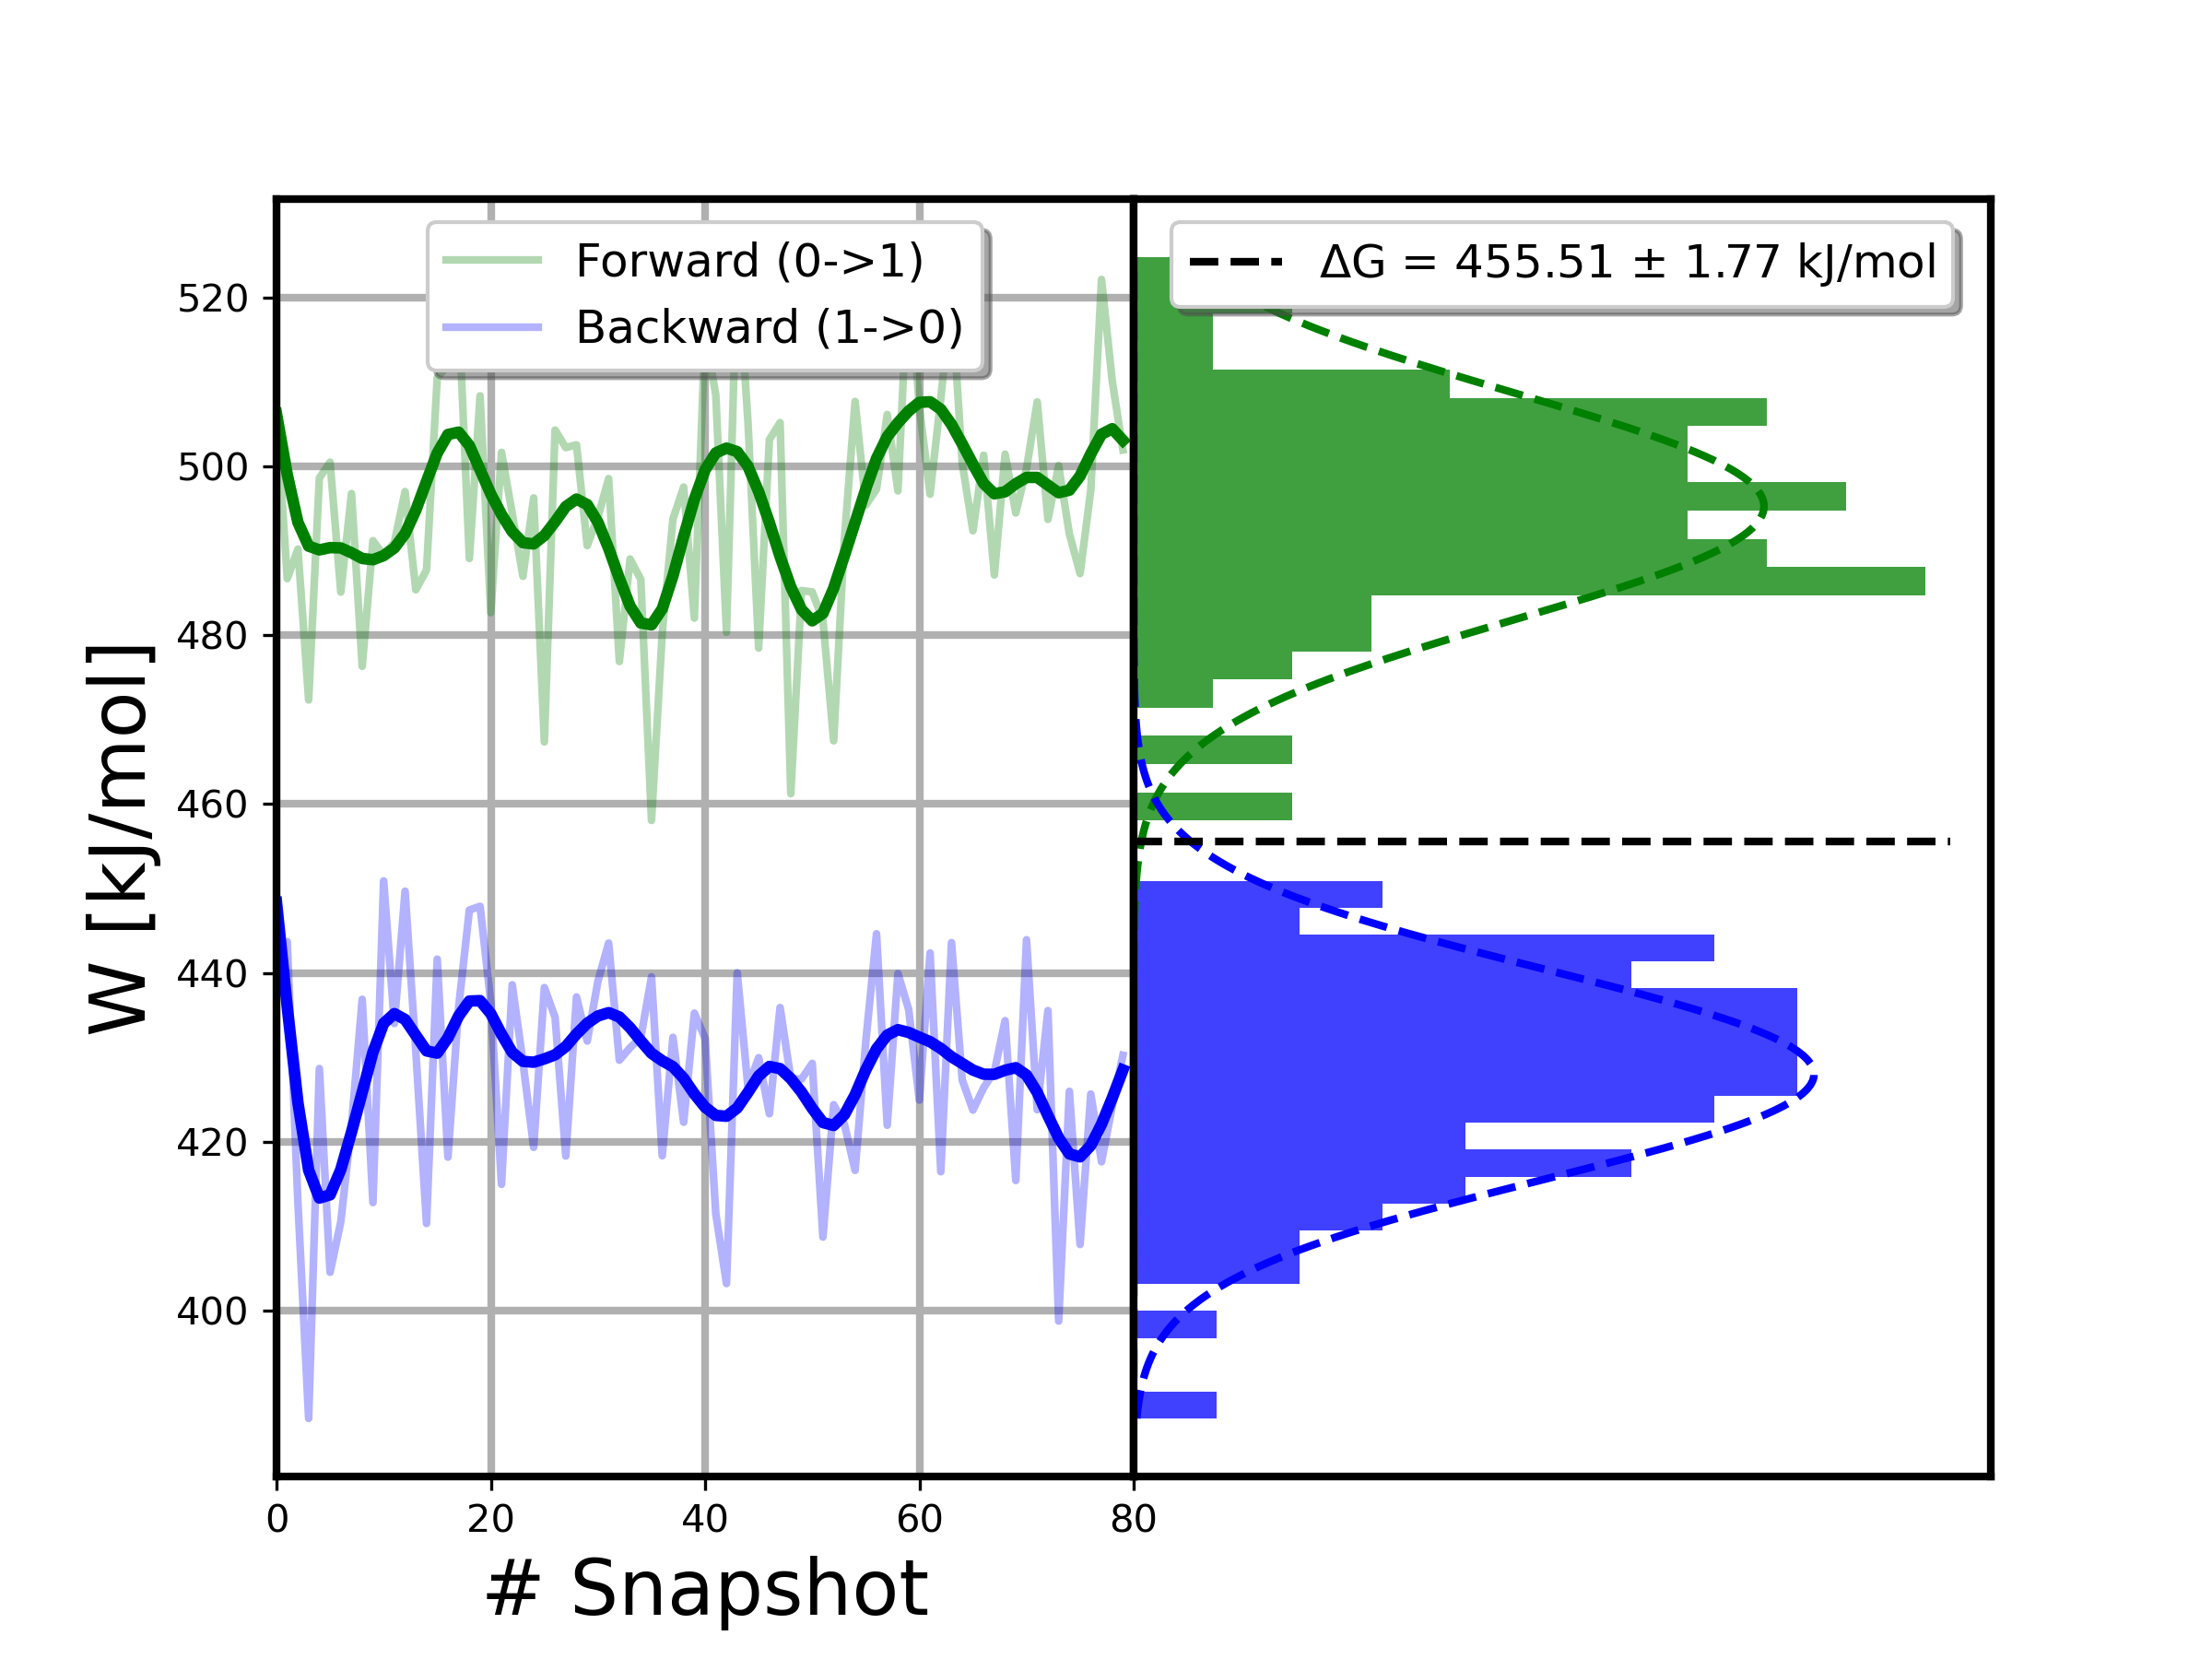 Forward (0->1)
Backward (1->0)
ΔG = 455.51 ± 1.77 kJ/mol
W [kJ/mol]
520
500
480
460
440
420
400
0 20 40 60 80
# Snapshot